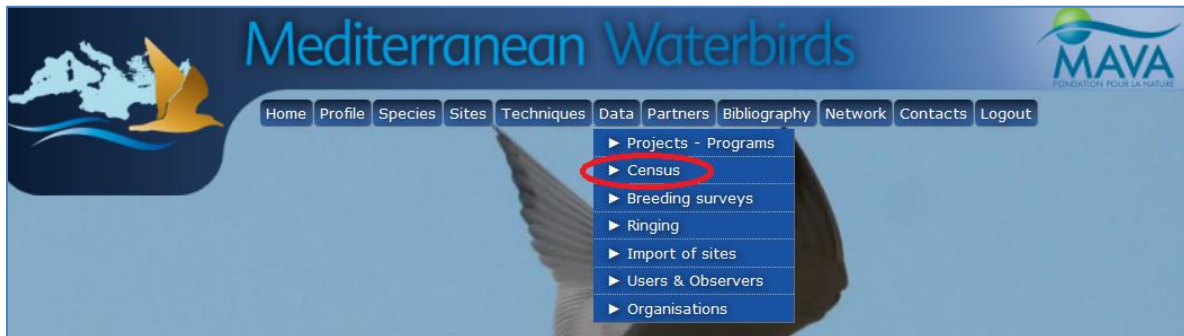 Mediterranean Waterbirds
MAVA
FONDATION POUR LA NATURE
Home Profile Species Sites Techniques Data Partners Bibliography Network Contacts Logout
► Projects - Programs
► Census
► Breeding surveys
► Ringing
► Import of sites
► Users & Observers
► Organisations